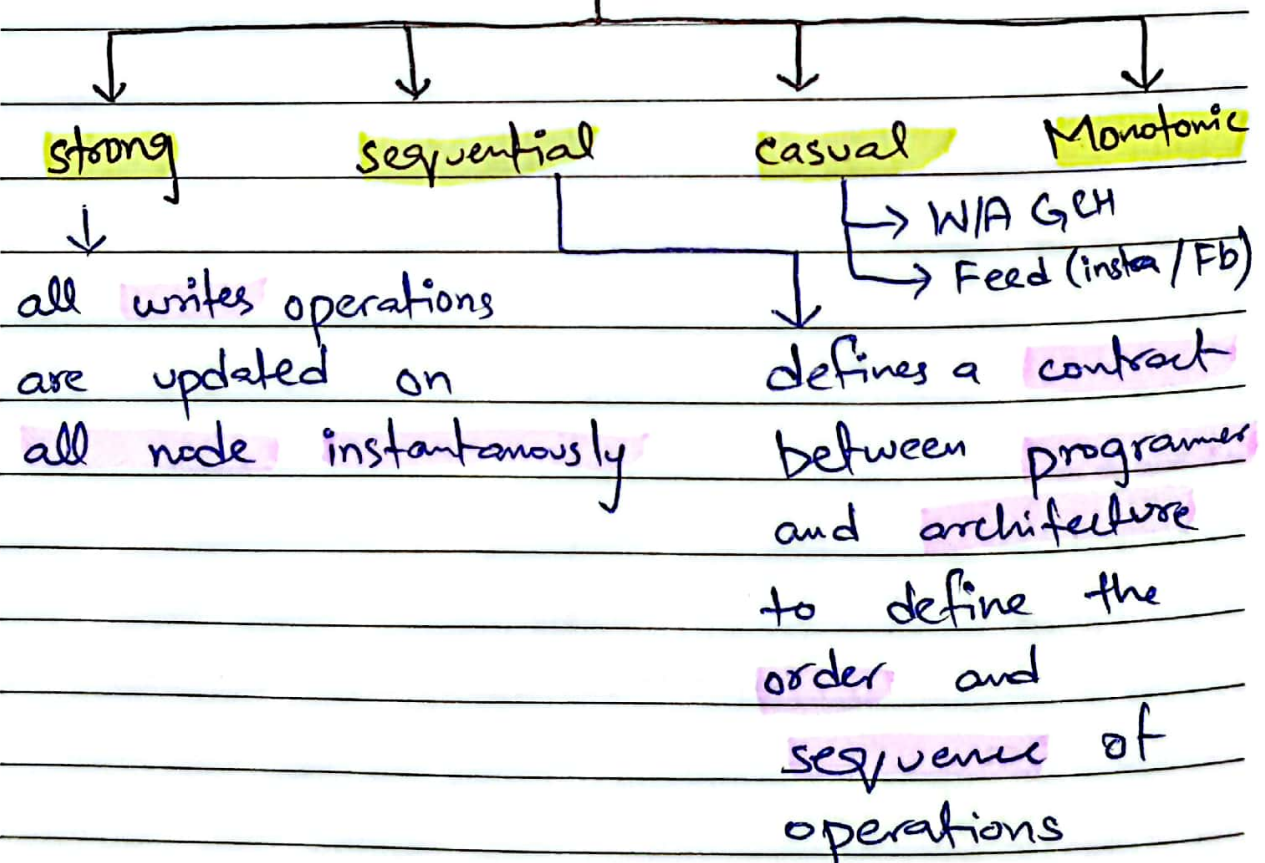 strong sequential casual Monotonic
→ W/A
→ Feed (insta/Fb)
all writes operations
are updated on
all node instantanously
defines a contract
between programer
and architecture
to define the
order and
sequence of
operations